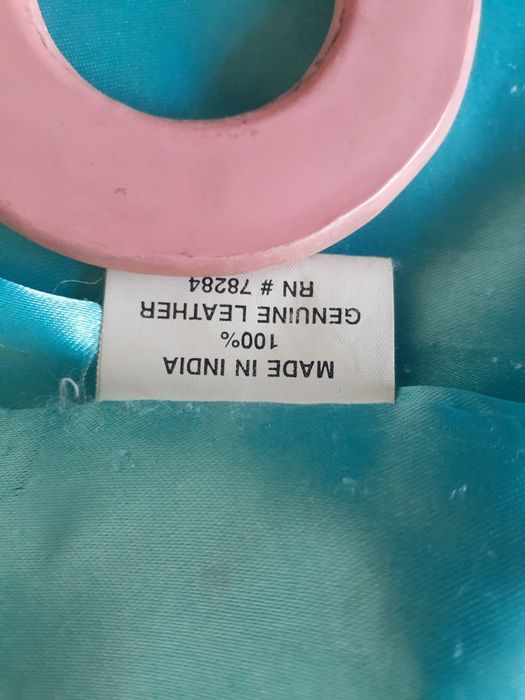 MADE IN INDIA
100%
GENUINE LEATHER
RN # 78284